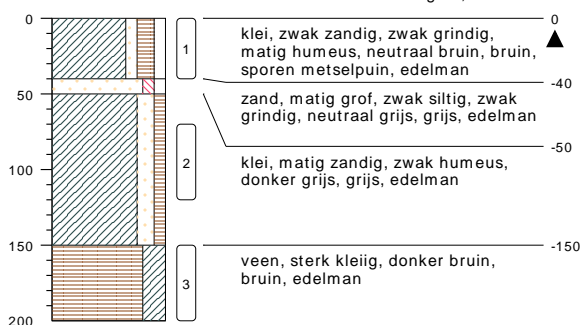 0
50
100
150
200
1
2
3
klei, zwak zandig, zwak grindig,
matig humeus, neutraal bruin, bruin,
sporen metselpuin, edelman
zand, matig grof, zwak siltig, zwak
grindig, neutraal grijs, grijs, edelman
klei, matig zandig, zwak humeus,
donker grijs, grijs, edelman
veen, sterk kleiig, donker bruin,
bruin, edelman
0
-40
-50
-150